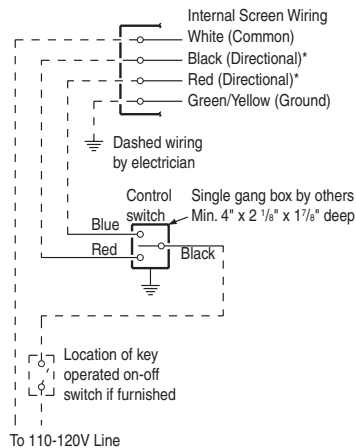 Internal Screen Wiring
White (Common)
Black (Directional)*
Red (Directional)*
Green/Yellow (Ground)
Dashed wiring
by electrician
Control
switch
Single gang box by others
Min. 4" x 2 1/8" x 17/8" deep
Blue
Red
Black
Location of key
operated on-off
switch if furnished
To 110-120V Line